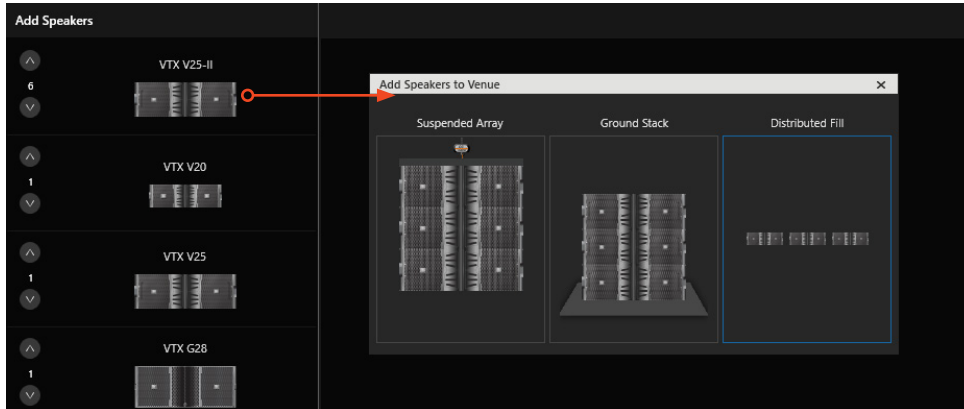 Add Speakers
VTX V25-II
6
VTX V20
1
VTX V25
1
VTX G28
1
Add Speakers to Venue
Suspended Array
Ground Stack
Distributed Fill